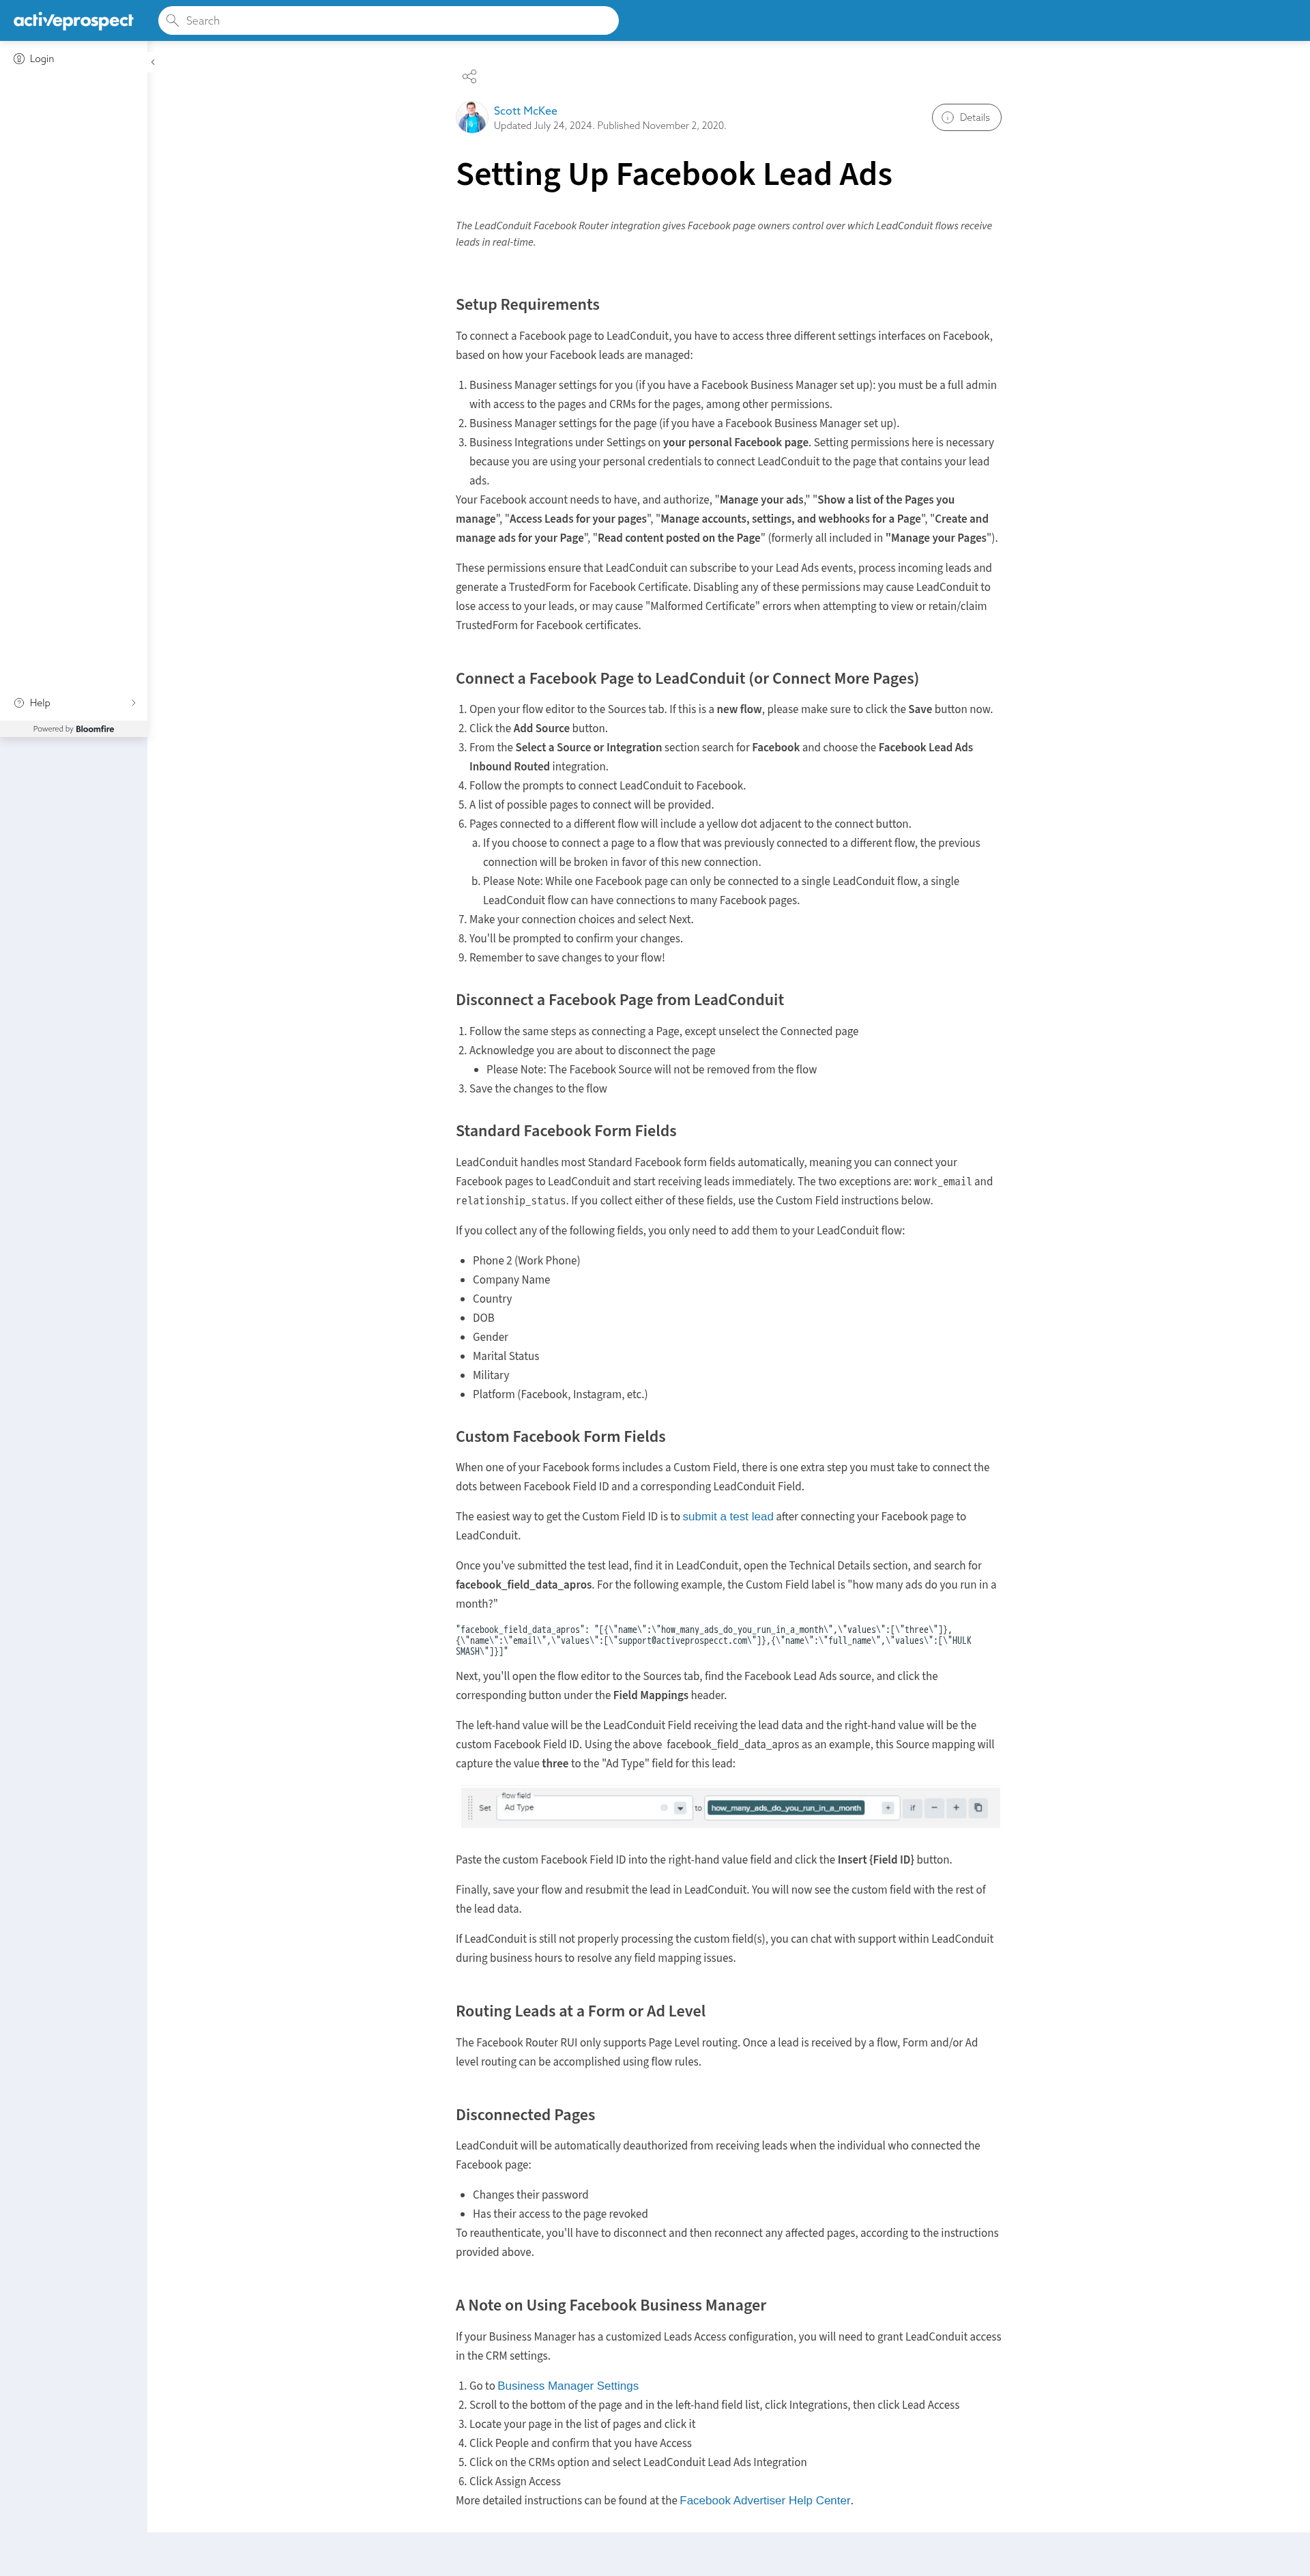 activeprospect
Search
Login
Scott McKee
Updated July 24, 2024. Published November 2, 2020.
Details
Setting Up Facebook Lead Ads
The LeadConduit Facebook Router integration gives Facebook page owners control over which LeadConduit flows receive
leads in real-time.
Setup Requirements
To connect a Facebook page to LeadConduit, you have to access three different settings interfaces on Facebook,
based on how your Facebook leads are managed:
1. Business Manager settings for you (if you have a Facebook Business Manager set up): you must be a full admin
with access to the pages and CRMs for the pages, among other permissions.
2. Business Manager settings for the page (if you have a Facebook Business Manager set up).
3. Business Integrations under Settings on your personal Facebook page. Setting permissions here is necessary
because you are using your personal credentials to connect LeadConduit to the page that contains your lead
ads.
Your Facebook account needs to have, and authorize, "Manage your ads," "Show a list of the Pages you
manage", "Access Leads for your pages", "Manage accounts, settings, and webhooks for a Page", "Create and
manage ads for your Page", "Read content posted on the Page" (formerly all included in "Manage your Pages").
These permissions ensure that LeadConduit can subscribe to your Lead Ads events, process incoming leads and
generate a TrustedForm for Facebook Certificate. Disabling any of these permissions may cause LeadConduit to
lose access to your leads, or may cause "Malformed Certificate" errors when attempting to view or retain/claim
TrustedForm for Facebook certificates.
Connect a Facebook Page to LeadConduit (or Connect More Pages)
Help
Powered by Bloomfire
1. Open your flow editor to the Sources tab. If this is a new flow, please make sure to click the Save button now.
2. Click the Add Source button.
3. From the Select a Source or Integration section search for Facebook and choose the Facebook Lead Ads
Inbound Routed integration.
4. Follow the prompts to connect LeadConduit to Facebook.
5. A list of possible pages to connect will be provided.
6. Pages connected to a different flow will include a yellow dot adjacent to the connect button.
a. If you choose to connect a page to a flow that was previously connected to a different flow, the previous
connection will be broken in favor of this new connection.
b. Please Note: While one Facebook page can only be connected to a single LeadConduit flow, a single
LeadConduit flow can have connections to many Facebook pages.
7. Make your connection choices and select Next.
8. You'll be prompted to confirm your changes.
9. Remember to save changes to your flow!
Disconnect a Facebook Page from LeadConduit
1. Follow the same steps as connecting a Page, except unselect the Connected page
2. Acknowledge you are about to disconnect the page
• Please Note: The Facebook Source will not be removed from the flow
3. Save the changes to the flow
Standard Facebook Form Fields
LeadConduit handles most Standard Facebook form fields automatically, meaning you can connect your
Facebook pages to LeadConduit and start receiving leads immediately. The two exceptions are: work_email and
relationship_status. If you collect either of these fields, use the Custom Field instructions below.
If you collect any of the following fields, you only need to add them to your LeadConduit flow:
• Phone 2 (Work Phone)
• Company Name
• Country
• DOB
• Gender
• Marital Status
• Military
• Platform (Facebook, Instagram, etc.)
Custom Facebook Form Fields
When one of your Facebook forms includes a Custom Field, there is one extra step you must take to connect the
dots between Facebook Field ID and a corresponding LeadConduit Field.
The easiest way to get the Custom Field ID is to submit a test lead after connecting your Facebook page to
LeadConduit.
Once you've submitted the test lead, find it in LeadConduit, open the Technical Details section, and search for
facebook_field_data_apros. For the following example, the Custom Field label is "how many ads do you run in a
month?"
"facebook_field_data_apros": "[{\"name\":\"how_many_ads_do_you_run_in_a_month\",\"values\":[\"three\"]},
{\"name\":\"email\",\"values\":[\"support@activeprospecct.com\"]},{\"name\":\"full_name\",\"values\":[\"HULK
SMASH\"]}]"
Next, you'll open the flow editor to the Sources tab, find the Facebook Lead Ads source, and click the
corresponding button under the Field Mappings header.
The left-hand value will be the LeadConduit Field receiving the lead data and the right-hand value will be the
custom Facebook Field ID. Using the above facebook_field_data_apros as an example, this Source mapping will
capture the value three to the "Ad Type" field for this lead:
Set flow field Ad Type to how_many_ads_do_you_run_in_a_month + if − +
Paste the custom Facebook Field ID into the right-hand value field and click the Insert {Field ID} button.
Finally, save your flow and resubmit the lead in LeadConduit. You will now see the custom field with the rest of
the lead data.
If LeadConduit is still not properly processing the custom field(s), you can chat with support within LeadConduit
during business hours to resolve any field mapping issues.
Routing Leads at a Form or Ad Level
The Facebook Router RUI only supports Page Level routing. Once a lead is received by a flow, Form and/or Ad
level routing can be accomplished using flow rules.
Disconnected Pages
LeadConduit will be automatically deauthorized from receiving leads when the individual who connected the
Facebook page:
• Changes their password
• Has their access to the page revoked
To reauthenticate, you'll have to disconnect and then reconnect any affected pages, according to the instructions
provided above.
A Note on Using Facebook Business Manager
If your Business Manager has a customized Leads Access configuration, you will need to grant LeadConduit access
in the CRM settings.
1. Go to Business Manager Settings
2. Scroll to the bottom of the page and in the left-hand field list, click Integrations, then click Lead Access
3. Locate your page in the list of pages and click it
4. Click People and confirm that you have Access
5. Click on the CRMs option and select LeadConduit Lead Ads Integration
6. Click Assign Access
More detailed instructions can be found at the Facebook Advertiser Help Center.